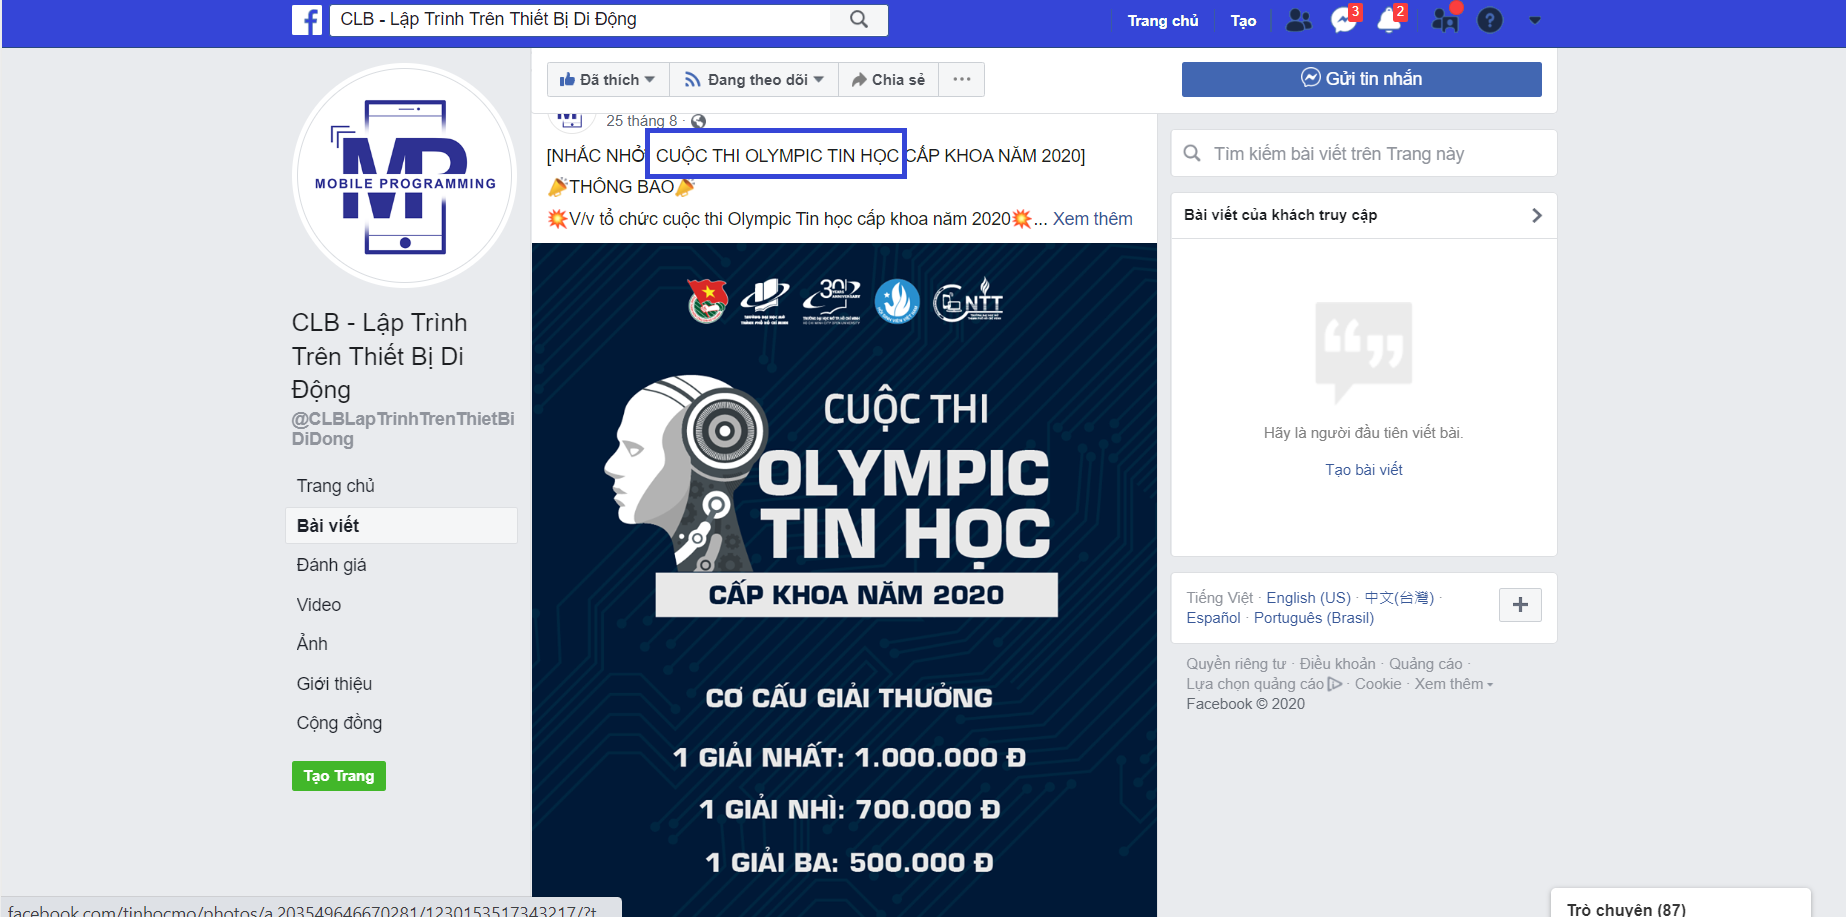 CLB - Lập Trình Trên Thiết Bị Di Động
Trang chủ
Tạo
3
2
Đã thích
Đang theo dõi
Chia sẻ
Gửi tin nhắn
MP
MOBILE PROGRAMMING
CLB - Lập Trình
Trên Thiết Bị Di
Động
@CLBLapTrinhTrenThietBi
DiDong
Trang chủ
Bài viết
Đánh giá
Video
Ảnh
Giới thiệu
Cộng đồng
Tạo Trang
25 tháng 8 ·
[NHẮC NHỞ CUỘC THI OLYMPIC TIN HỌC CẤP KHOA NĂM 2020]
THÔNG BÁO
V/v tổ chức cuộc thi Olympic Tin học cấp khoa năm 2020... Xem thêm
30
CNTT
CUỘC THI
OLYMPIC
TIN HỌC
CẤP KHOA NĂM 2020
CƠ CẤU GIẢI THƯỞNG
1 GIẢI NHẤT: 1.000.000 Đ
1 GIẢI NHÌ: 700.000 Đ
1 GIẢI BA: 500.000 Đ
Tìm kiếm bài viết trên Trang này
Bài viết của khách truy cập
Hãy là người đầu tiên viết bài.
Tạo bài viết
Tiếng Việt · English (US) · 中文(台灣) ·
Español · Português (Brasil)
Quyền riêng tư · Điều khoản · Quảng cáo ·
Lựa chọn quảng cáo · Cookie · Xem thêm
Facebook © 2020
facebook.com/tinhocmo/photos/a.203549646670281/1230153517343217/?t...
Trò chuyện (87)